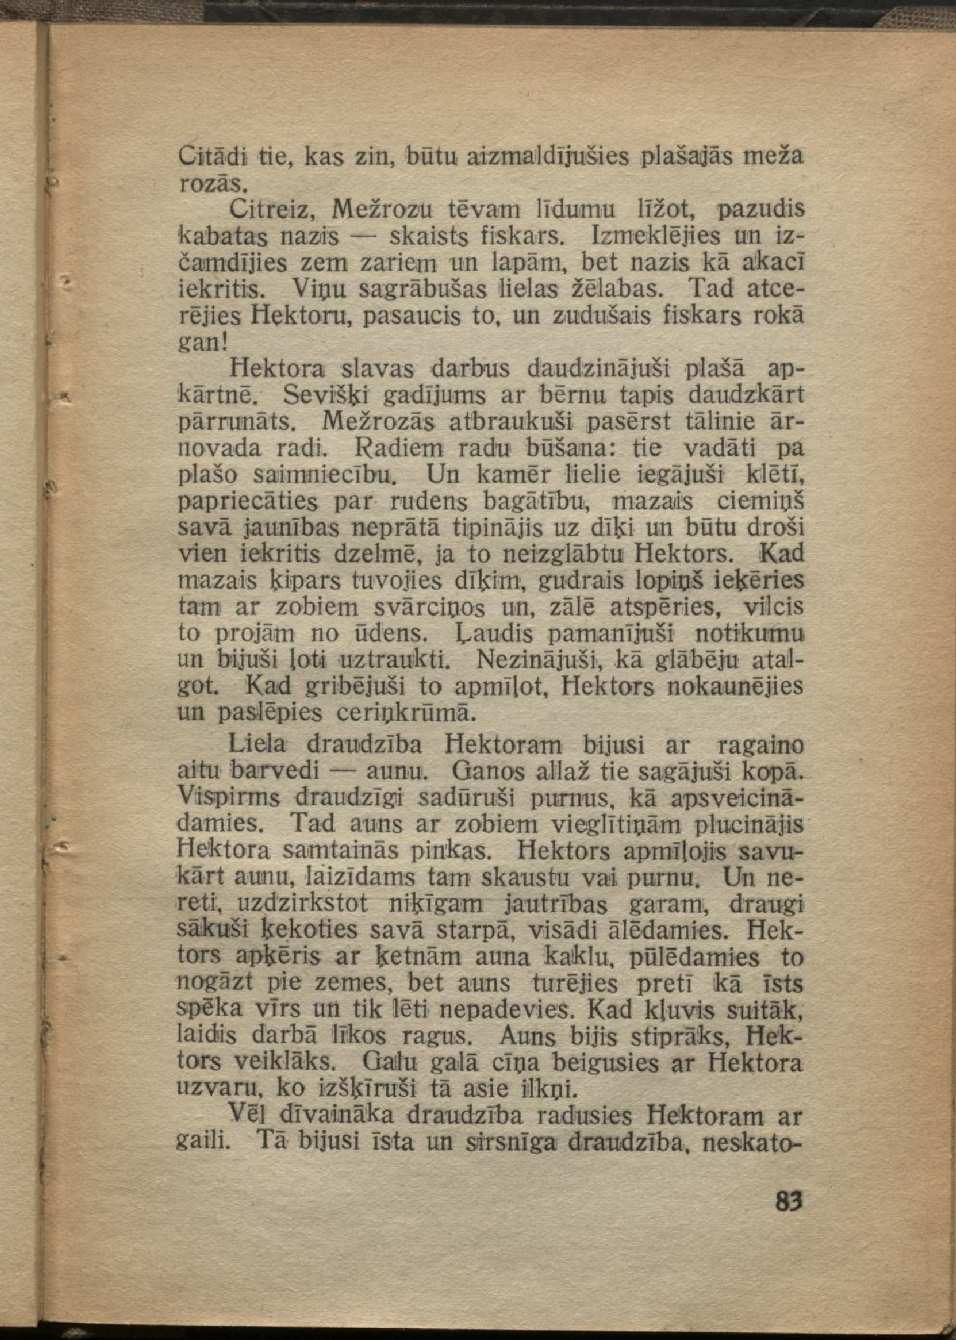 Citādi tie, kas zin, būtu aizmaldījušies plašajās meža
rozās.
Citreiz, Mežrozu tēvam līdumu līžot, pazudis
kabatas nazis — skaists fiskars. Izmeklējies un iz-
čamdījies zem zariem un lapām, bet nazis kā akacī
iekritis. Viņu sagrābušas lielas žēlabas. Tad atce-
rējies Hektoru, pasaucis to, un zudušais fiskars rokā
gan!
Hektora slavas darbus daudzinājuši plašā ap-
kārtnē. Sevišķi gadījums ar bērnu tapis daudzkārt
pārrunāts. Mežrozās atbraukuši pasērst tālinie ār-
novada radi. Radiem radu būšana: tie vadāti pa
plašo saimniecību. Un kamēr lielie iegājuši klētī,
papriecāties par rudens bagātību, mazais ciemiņš
savā jaunības neprātā tipinājis uz dīķi un būtu droši
vien iekritis dzelmē, ja to neizglābtu Hektors. Kad
mazais ķipars tuvojies dīķim, gudrais lopiņš ieķēries
tam ar zobiem svārciņos un, zālē atspēries, vilcis
to projām no ūdens. Ļaudis pamanījuši notikumu
un bijuši ļoti uztraukti. Nezinājuši, kā glābēju atal-
got. Kad gribējuši to apmīļot, Hektors nokaunējies
un paslēpies ceriņkrūmā.
Liela draudzība Hektoram bijusi ar ragaino
aitu barvedi — aunu. Ganos allaž tie sagājuši kopā.
Vispirms draudzīgi sadūruši purnus, kā apsveicinā-
damies. Tad auns ar zobiem vieglītiņām plucinājis
Hektora samtainās pinkas. Hektors apmīļojis savu-
kārt aunu, laizīdams tam skaustu vai purnu. Un ne-
reti, uzdzirkstot niķīgam jautrības garam, draugi
sākuši ķekoties savā starpā, visādi ālēdamies. Hek-
tors apķēris ar ķetnām auna kaklu, pūlēdamies to
nogāzt pie zemes, bet auns turējies pretī kā īsts
spēka vīrs un tik lēti nepadevies. Kad kļuvis suitāk,
laidis darbā līkos ragus. Auns bijis stiprāks, Hek-
tors veiklāks. Galu galā cīņa beigusies ar Hektora
uzvaru, ko izšķīruši tā asie ilkņi.
Vēl dīvaināka draudzība radusies Hektoram ar
gaili. Tā bijusi īsta un sirsnīga draudzība, neskato-
83